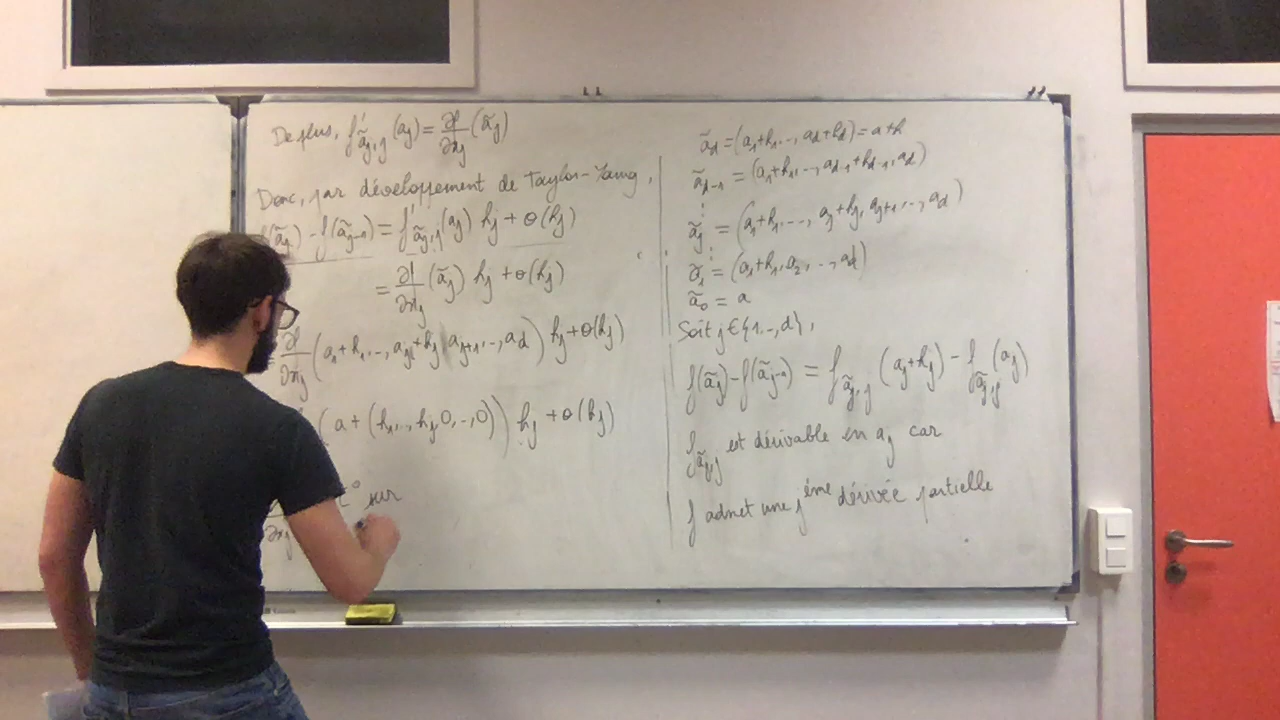 De plus, f'_{ã_j,j}(a_j) = ∂f/∂x_j (ã_j)
Donc, par développement de Taylor-Young,
f(ã_j) - f(ã_{j-1}) = f'_{ã_j,j}(a_j) h_j + o(h_j)
= ∂f/∂x_j (ã_j) h_j + o(h_j)
∂f/∂x_j (a_1+h_1, .., a_j+h_j, a_{j+1}, .., a_d) h_j + o(h_j)
(a + (h_1, .., h_j, 0, .., 0)) h_j + o(h_j)
∂x_j C° sur
ã_d = (a_1+h_1, .., a_d+h_d) = a+h
ã_{d-1} = (a_1+h_1, .., a_{d-1}+h_{d-1}, a_d)
⋮
ã_j = (a_1+h_1, ..., a_j+h_j, a_{j+1}, .., a_d)
⋮
ã_1 = (a_1+h_1, a_2, .., a_d)
ã_0 = a
Soit j ∈ {1, .., d},
f(ã_j) - f(ã_{j-1}) = f_{ã_j,j}(a_j+h_j) - f_{ã_j,j}(a_j)
f_{ã_j,j} est dérivable en a_j car
f admet une j^ème dérivée partielle